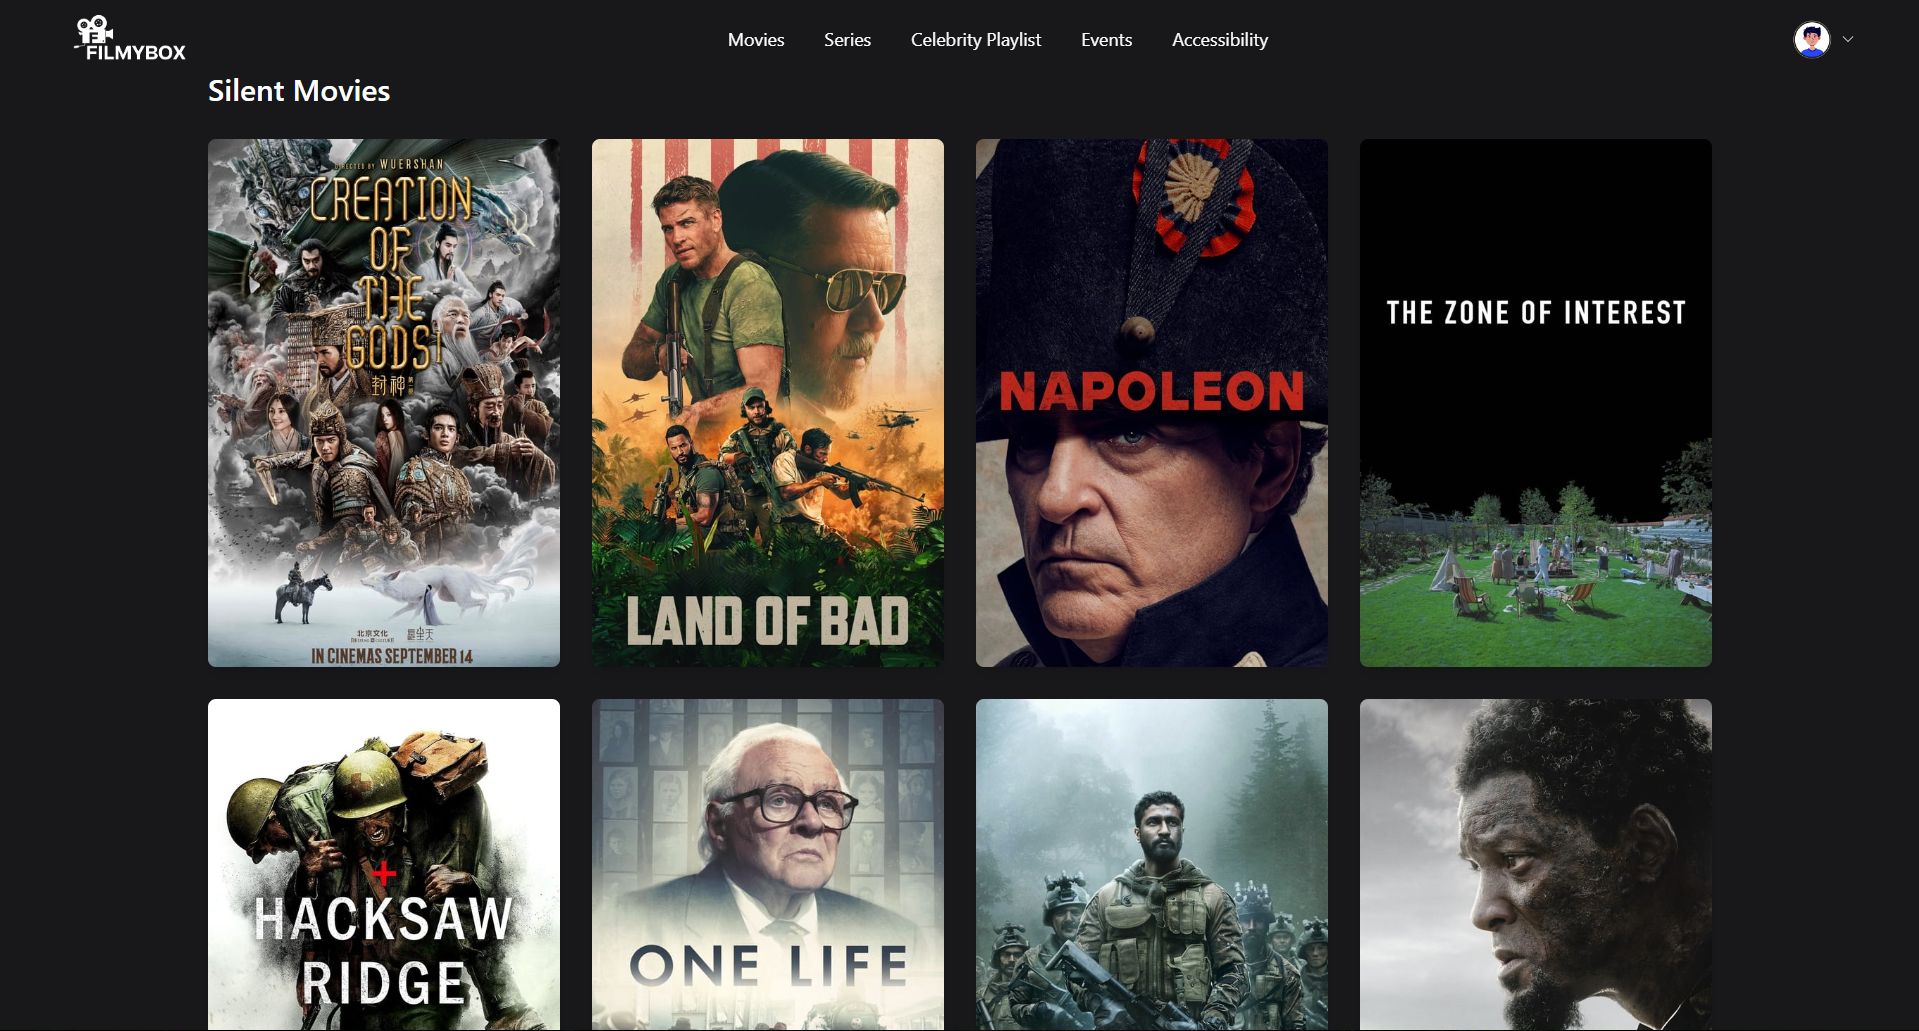 FILMYBOX
Movies
Series
Celebrity Playlist
Events
Accessibility
Silent Movies
DIRECTED BY WUERSHAN
CREATION
OF
THE
GODS I
封神
北京文化
IN CINEMAS SEPTEMBER 14
LAND OF BAD
NAPOLEON
THE ZONE OF INTEREST
HACKSAW
RIDGE
ONE LIFE